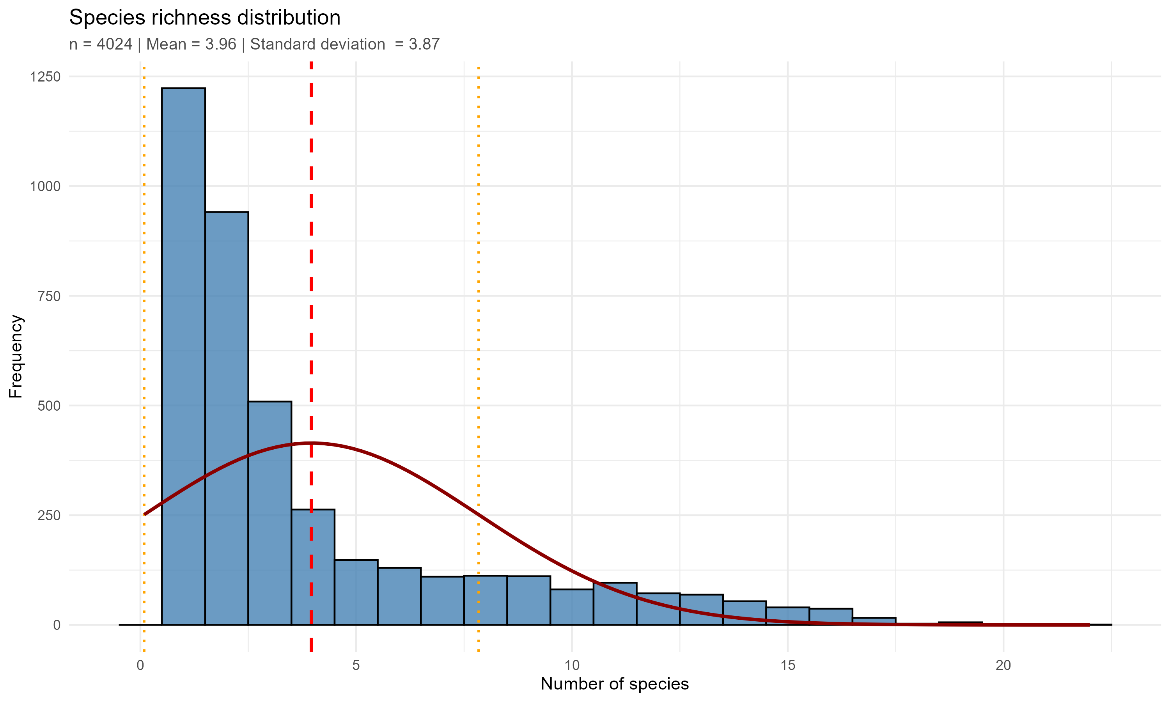 Species richness distribution
n = 4024 | Mean = 3.96 | Standard deviation  = 3.87
1250
1000
750
500
250
0
Frequency
0 5 10 15 20
Number of species